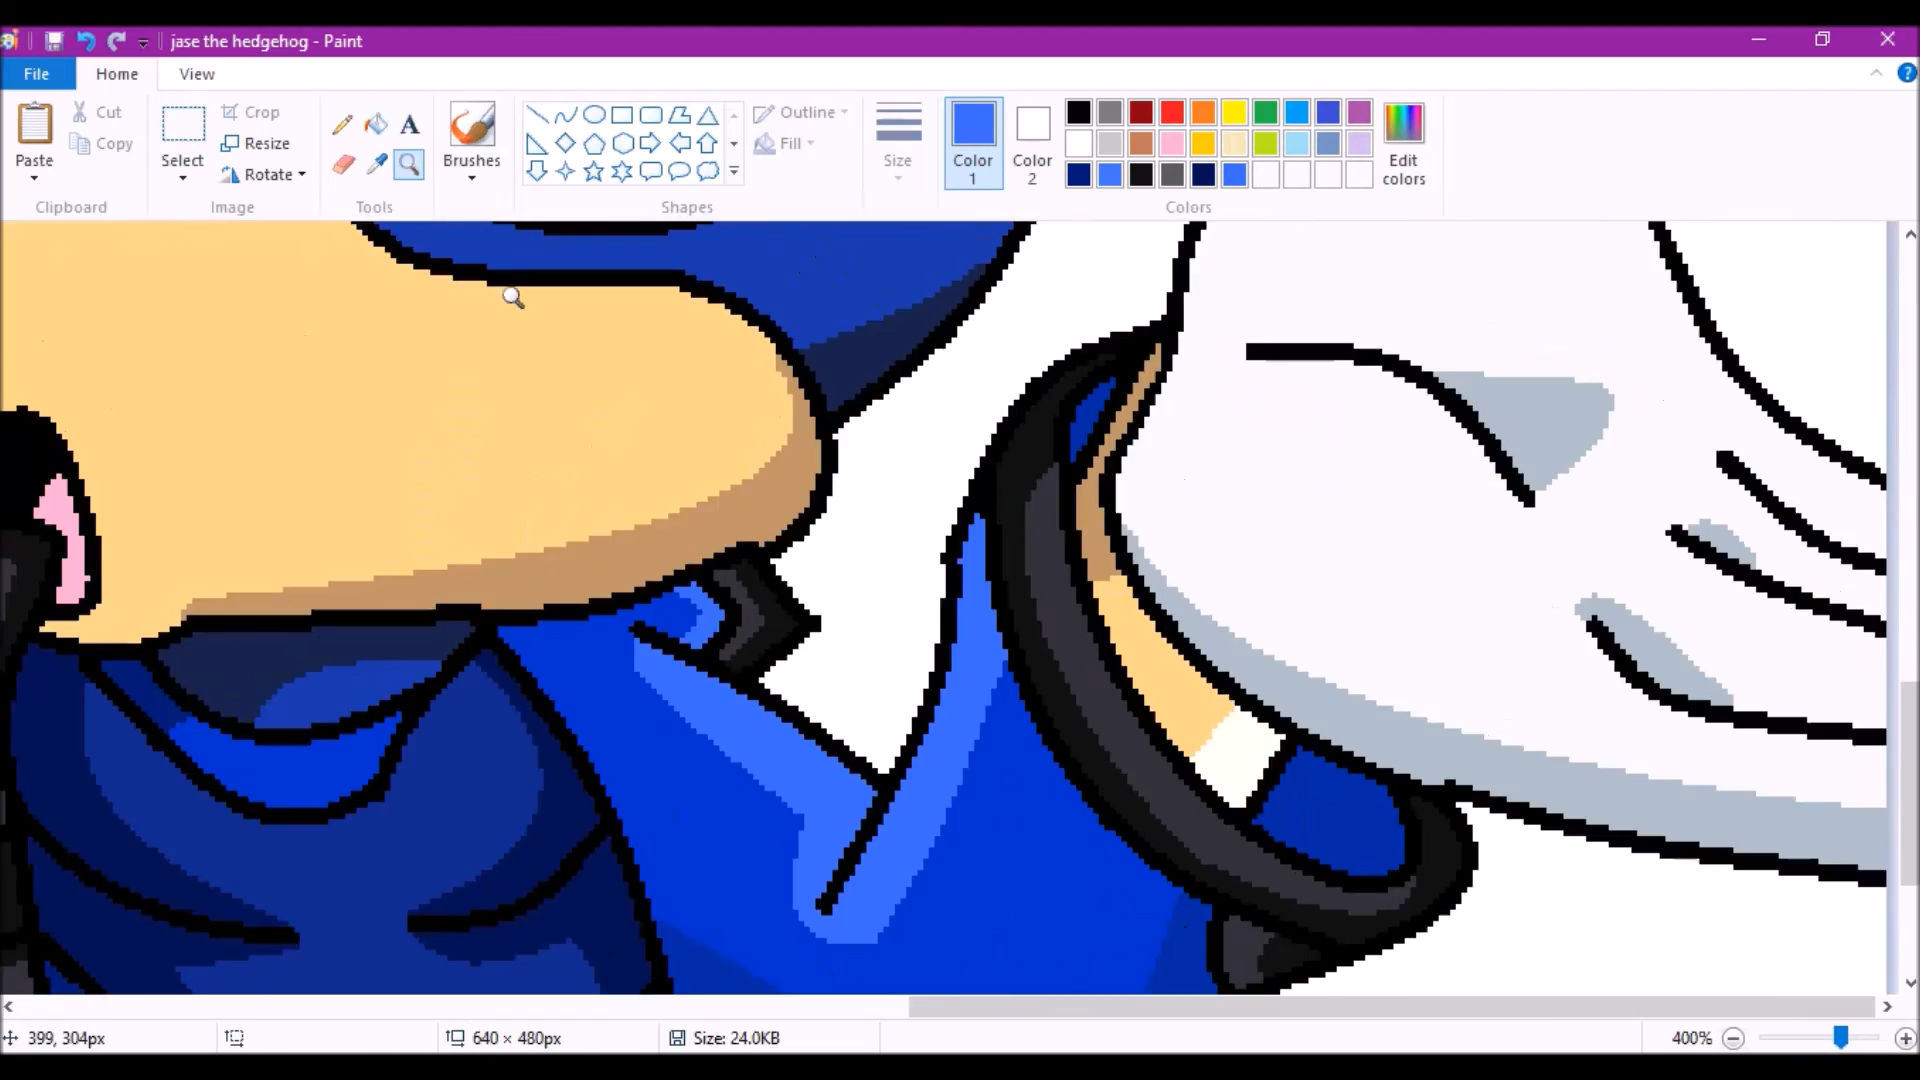 jase the hedgehog - Paint
File Home View
Paste
Cut
Copy
Clipboard
Select
Crop
Resize
Rotate
Image
A
Tools
Brushes
Outline
Fill
Shapes
Size
Color
1
Color
2
Edit
colors
Colors
?
399, 304px
640 × 480px
Size: 24.0KB
400%